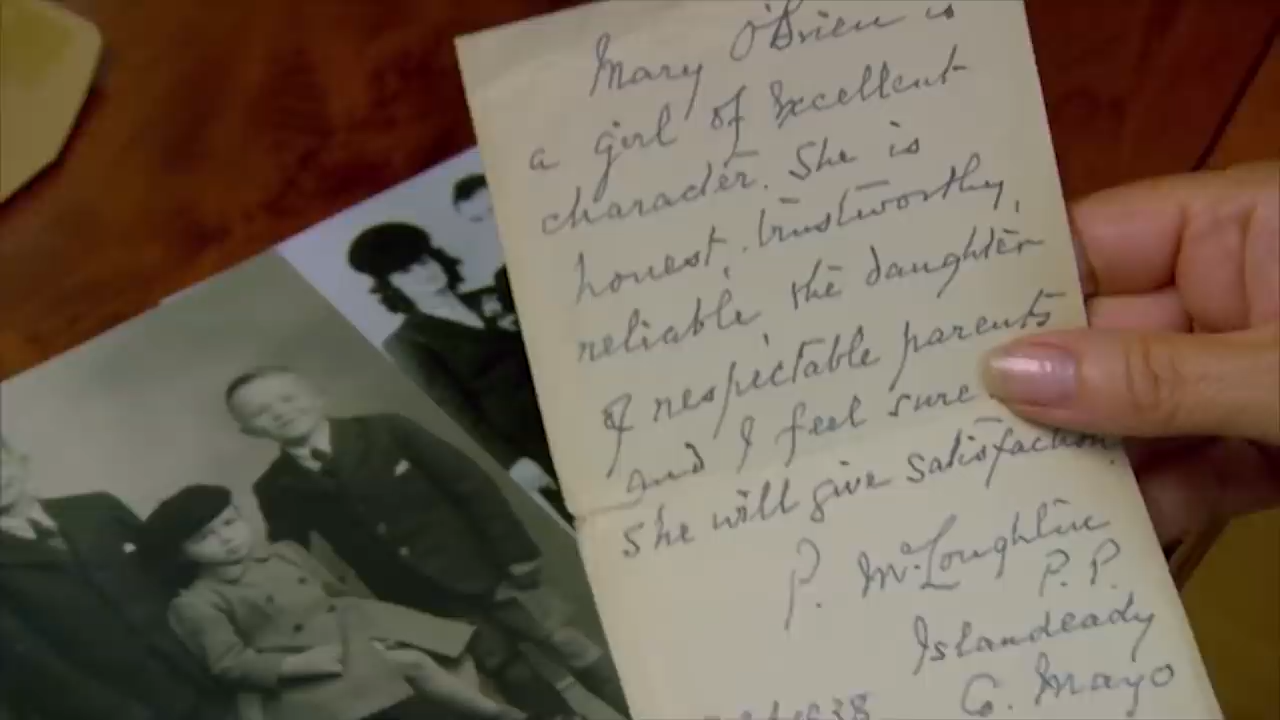 Mary O'Brien is
a girl of excellent
character. She is
honest, trustworthy,
reliable, the daughter
of respectable parents
and I feel sure
she will give satisfaction.
P. McLoughlin
P.P.
Islandeady
Co. Mayo